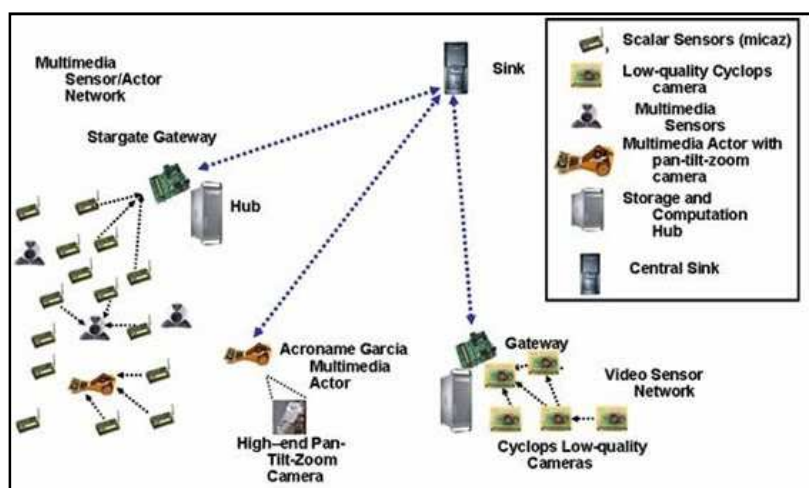 Multimedia
Sensor/Actor
Network
Stargate Gateway
Hub
Sink
Acroname Garcia
Multimedia
Actor
High–end Pan-
Tilt-Zoom
Camera
Gateway
Video Sensor
Network
Cyclops Low-quality
Cameras
Scalar Sensors (micaz)
Low-quality Cyclops
camera
Multimedia
Sensors
Multimedia Actor with
pan-tilt-zoom
camera
Storage and
Computation
Hub
Central Sink